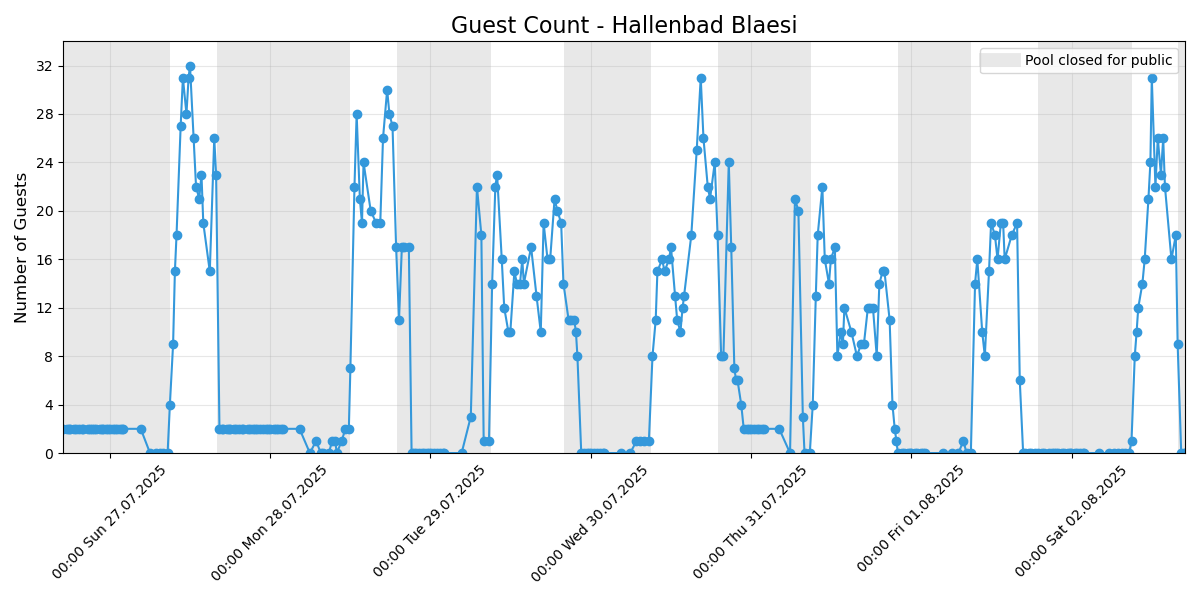 Guest Count - Hallenbad Blaesi
Pool closed for public
Number of Guests
32
28
24
20
16
12
8
4
0
00:00 Sun 27.07.2025
00:00 Mon 28.07.2025
00:00 Tue 29.07.2025
00:00 Wed 30.07.2025
00:00 Thu 31.07.2025
00:00 Fri 01.08.2025
00:00 Sat 02.08.2025